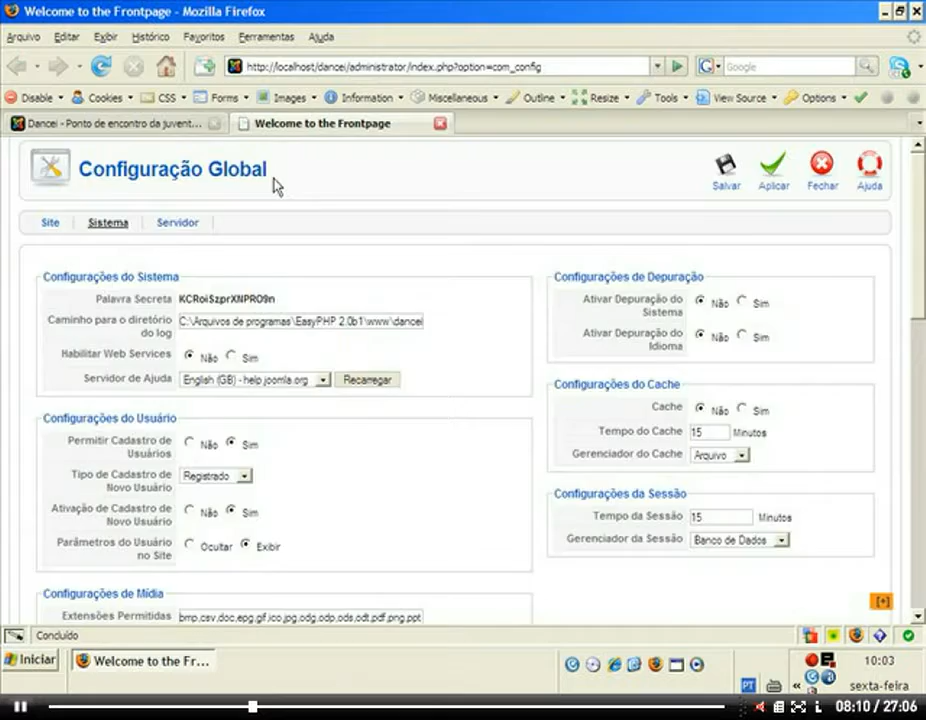 Welcome to the Frontpage - Mozilla Firefox
Arquivo Editar Exibir Histórico Favoritos Ferramentas Ajuda
http://localhost/dancei/administrator/index.php?option=com_config
Google
Disable Cookies CSS Forms Images Information Miscellaneous Outline Resize Tools View Source Options
Dancei - Ponto de encontro da juvent... Welcome to the Frontpage
Configuração Global
Salvar Aplicar Fechar Ajuda
Site Sistema Servidor
Configurações do Sistema
Palavra Secreta
Caminho para o diretório do log C:\Arquivos de programas\EasyPHP 2.0b1\www\dancei
Habilitar Web Services Não Sim
Servidor de Ajuda English (GB) - help.joomla.org Recarregar
Configurações do Usuário
Permitir Cadastro de Usuários Não Sim
Tipo de Cadastro de Novo Usuário Registrado
Ativação de Cadastro de Novo Usuário Não Sim
Parâmetros do Usuário no Site Ocultar Exibir
Configurações de Mídia
Extensões Permitidas bmp,csv,doc,epg,gif,ico,jpg,odg,odp,ods,odt,pdf,png,ppt
Configurações de Depuração
Ativar Depuração do Sistema Não Sim
Ativar Depuração do Idioma Não Sim
Configurações do Cache
Cache Não Sim
Tempo do Cache 15 Minutos
Gerenciador do Cache Arquivo
Configurações da Sessão
Tempo da Sessão 15 Minutos
Gerenciador da Sessão Banco de Dados
[+]
Concluído
Iniciar Welcome to the Fr...
PT
10:03
sexta-feira
08:10 / 27:06